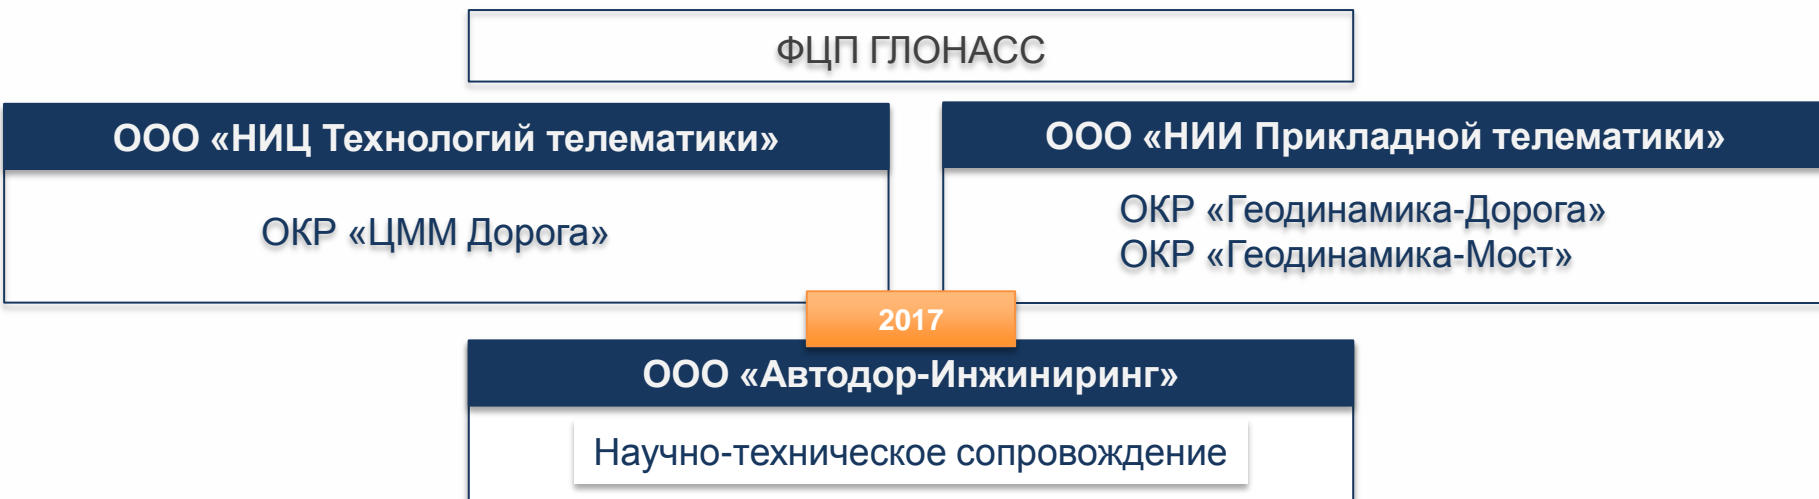 ФЦП ГЛОНАСС
ООО «НИЦ Технологий телематики»
ОКР «ЦММ Дорога»
ООО «НИИ Прикладной телематики»
ОКР «Геодинамика-Дорога»
ОКР «Геодинамика-Мост»
2017
ООО «Автодор-Инжиниринг»
Научно-техническое сопровождение